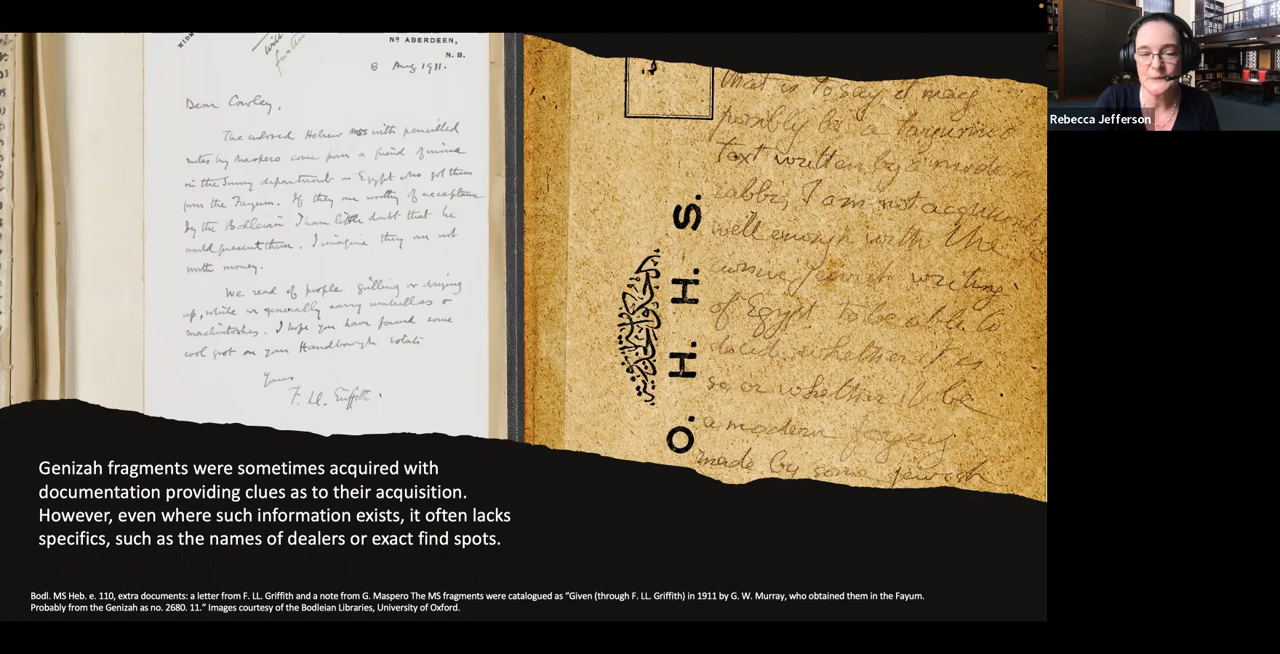 Nº ABERDEEN,
N. B.
8 Aug 1911.
Dear Cowley,
The enclosed Hebrew mss with pencilled
notes by Maspero come from a friend of mine
in the Survey department in Egypt who got them
from the Fayum. If they are worthy of acceptance
by the Bodleian I have little doubt that he
would present them. I imagine they are not
worth money.
We read of people grilling or drying
up, while we generally carry umbrellas or
mackintoshes. I hope you have found some
cool spot on your
Yours
F. Ll. Griffith.
that is to say it may
possibly be a
text written by a
rabbi, I am not
well enough with the
cursive jewish writing
of Egypt to be able to
decide whether it is
so or whether it be
a modern forgery
made by some jewish
O. H. H. S.
Rebecca Jefferson
Genizah fragments were sometimes acquired with
documentation providing clues as to their acquisition.
However, even where such information exists, it often lacks
specifics, such as the names of dealers or exact find spots.
Bodl. MS Heb. e. 110, extra documents: a letter from F. LL. Griffith and a note from G. Maspero The MS fragments were catalogued as “Given (through F. LL. Griffith) in 1911 by G. W. Murray, who obtained them in the Fayum.
Probably from the Genizah as no. 2680. 11.” Images courtesy of the Bodleian Libraries, University of Oxford.